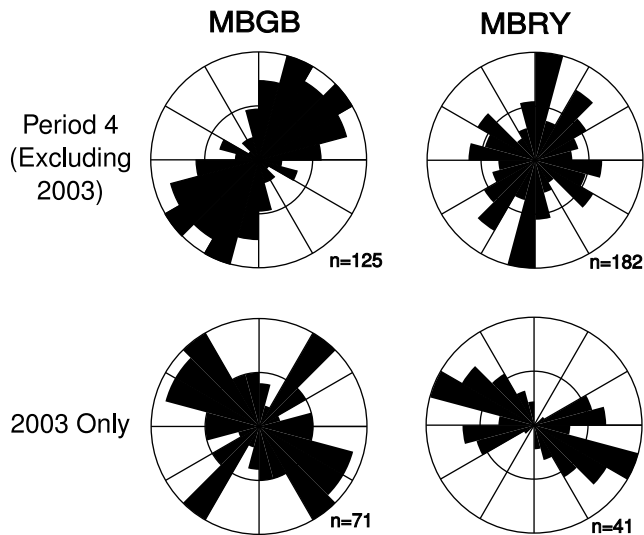 MBGB MBRY
Period 4
(Excluding
2003)
n=125 n=182
2003 Only
n=71 n=41